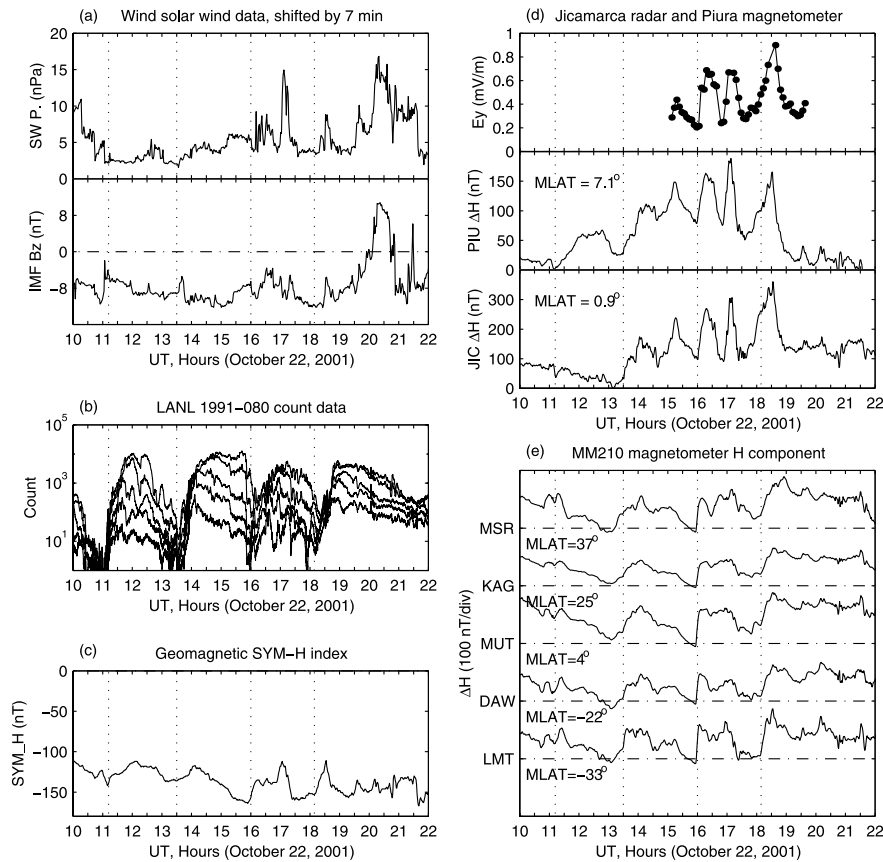 (a) Wind solar wind data, shifted by 7 min
SW P. (nPa)
20
15
10
5
0
IMF Bz (nT)
8
0
−8
10 11 12 13 14 15 16 17 18 19 20 21 22
UT, Hours (October 22, 2001)
(b) LANL 1991−080 count data
Count
10^5
10^3
10^1
10 11 12 13 14 15 16 17 18 19 20 21 22
UT, Hours (October 22, 2001)
(c) Geomagnetic SYM−H index
SYM_H (nT)
0
−50
−100
−150
10 11 12 13 14 15 16 17 18 19 20 21 22
UT, Hours (October 22, 2001)
(d) Jicamarca radar and Piura magnetometer
Ey (mV/m)
1
0.8
0.6
0.4
0.2
PIU ΔH (nT)
MLAT = 7.1°
150
100
50
0
JIC ΔH (nT)
MLAT = 0.9°
300
200
100
0
10 11 12 13 14 15 16 17 18 19 20 21 22
UT, Hours (October 22, 2001)
(e) MM210 magnetometer H component
ΔH (100 nT/div)
MSR
MLAT=37°
KAG
MLAT=25°
MUT
MLAT=4°
DAW
MLAT=−22°
LMT
MLAT=−33°
10 11 12 13 14 15 16 17 18 19 20 21 22
UT, Hours (October 22, 2001)